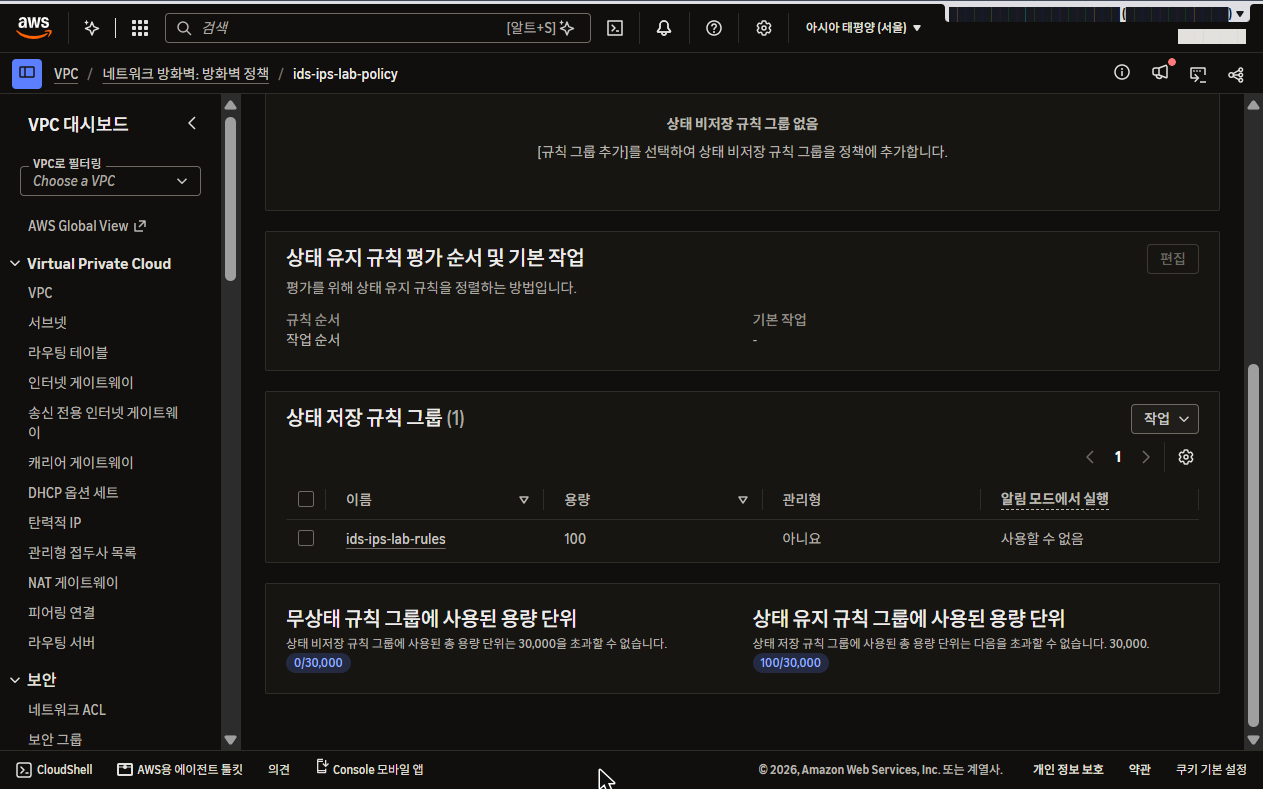 aws
검색
[알트+S]
아시아 태평양 (서울)
VPC / 네트워크 방화벽: 방화벽 정책 / ids-ips-lab-policy
VPC 대시보드
VPC로 필터링
Choose a VPC
AWS Global View
Virtual Private Cloud
VPC
서브넷
라우팅 테이블
인터넷 게이트웨이
송신 전용 인터넷 게이트웨
이
캐리어 게이트웨이
DHCP 옵션 세트
탄력적 IP
관리형 접두사 목록
NAT 게이트웨이
피어링 연결
라우팅 서버
보안
네트워크 ACL
보안 그룹
상태 비저장 규칙 그룹 없음
[규칙 그룹 추가]를 선택하여 상태 비저장 규칙 그룹을 정책에 추가합니다.
상태 유지 규칙 평가 순서 및 기본 작업
편집
평가를 위해 상태 유지 규칙을 정렬하는 방법입니다.
규칙 순서
작업 순서
기본 작업
-
상태 저장 규칙 그룹 (1)
작업
1
이름 용량 관리형 알림 모드에서 실행
ids-ips-lab-rules 100 아니요 사용할 수 없음
무상태 규칙 그룹에 사용된 용량 단위
상태 비저장 규칙 그룹에 사용된 총 용량 단위는 30,000을 초과할 수 없습니다.
0/30,000
상태 유지 규칙 그룹에 사용된 용량 단위
상태 저장 규칙 그룹에 사용된 총 용량 단위는 다음을 초과할 수 없습니다. 30,000.
100/30,000
CloudShell AWS용 에이전트 툴킷 의견 Console 모바일 앱
© 2026, Amazon Web Services, Inc. 또는 계열사. 개인 정보 보호 약관 쿠키 기본 설정